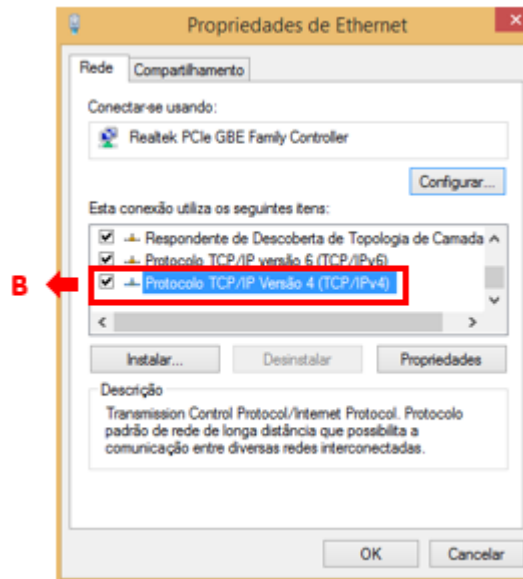 Propriedades de Ethernet
Rede Compartilhamento
Conectar-se usando:
Realtek PCIe GBE Family Controller
Configurar...
Esta conexão utiliza os seguintes itens:
Respondente de Descoberta de Topologia de Camada
Protocolo TCP/IP versão 6 (TCP/IPv6)
B
Protocolo TCP/IP Versão 4 (TCP/IPv4)
Instalar... Desinstalar Propriedades
Descrição
Transmission Control Protocol/Internet Protocol. Protocolo
padrão de rede de longa distância que possibilita a
comunicação entre diversas redes interconectadas.
OK Cancelar